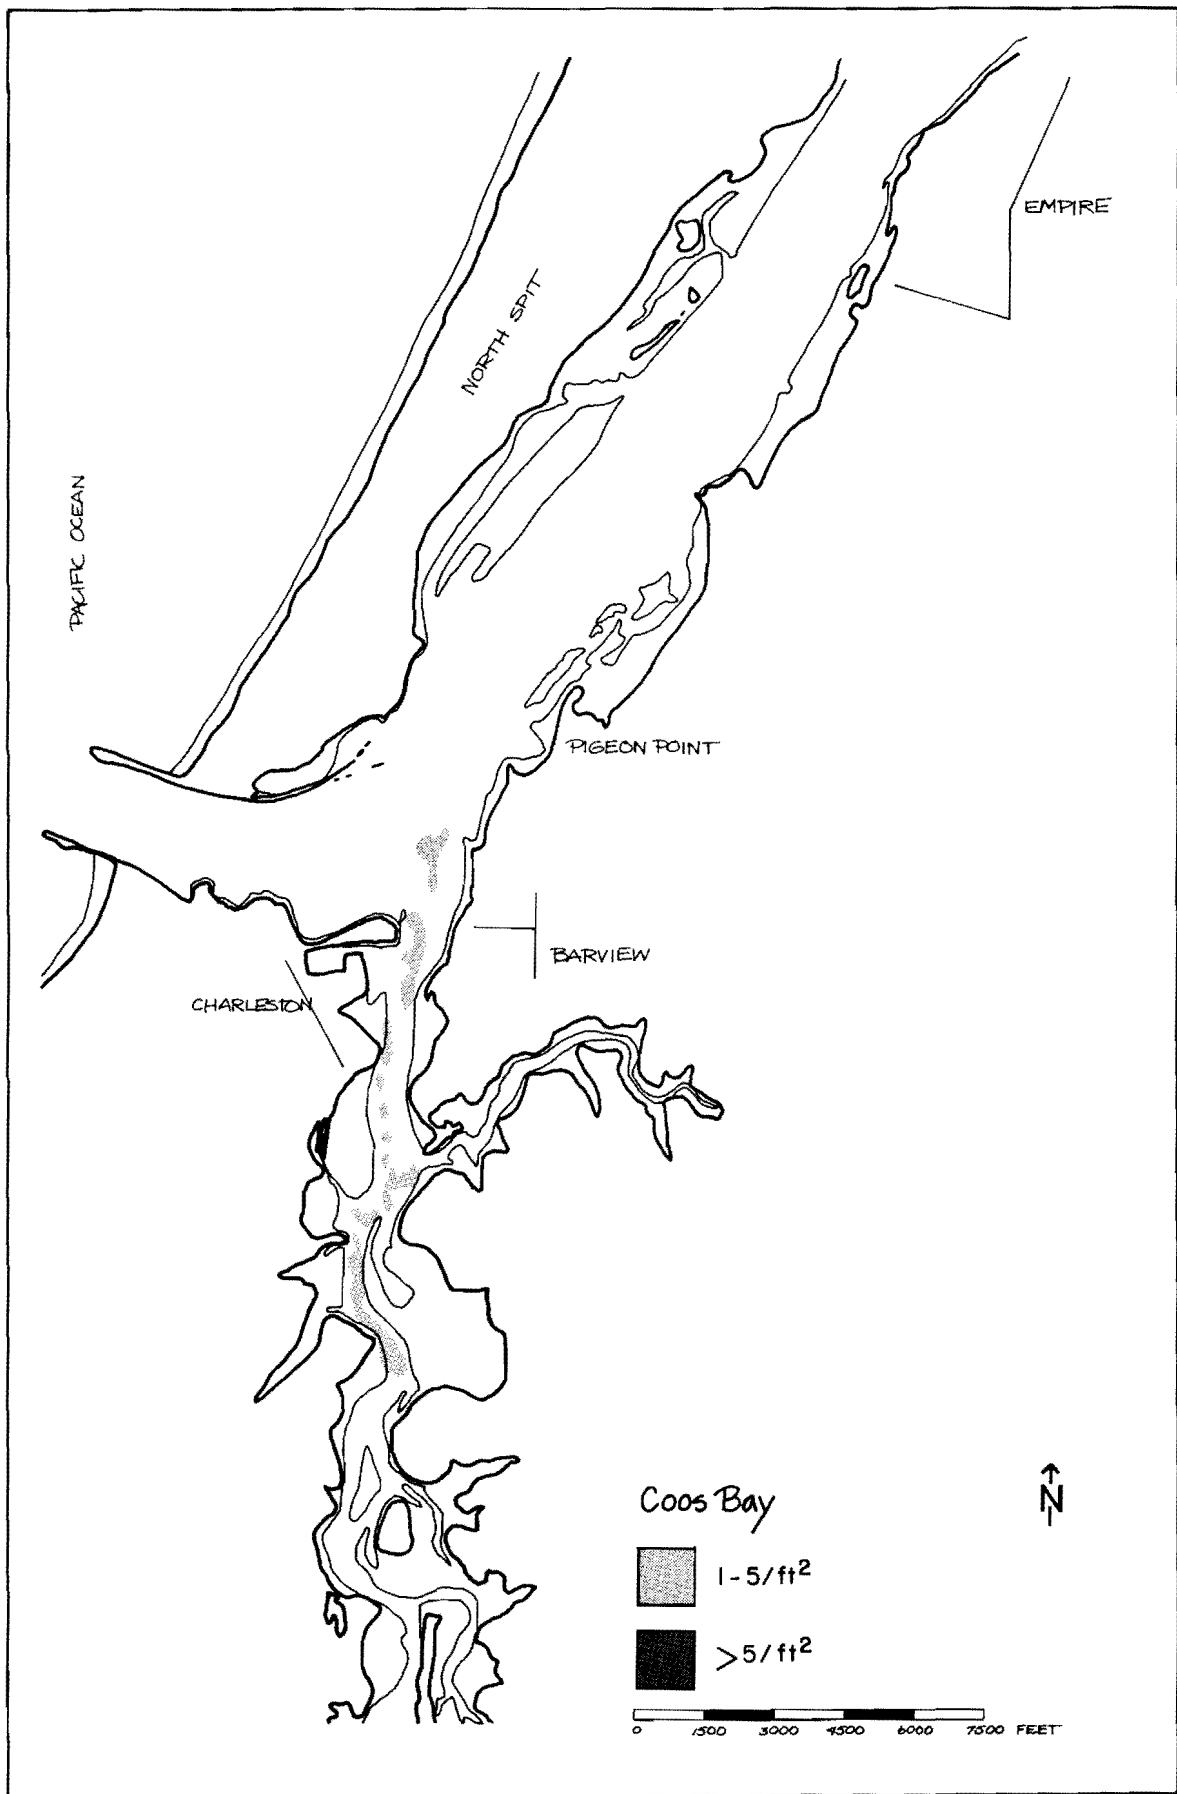 EMPIRE
NORTH SPIT
PACIFIC OCEAN
PIGEON POINT
BARVIEW
CHARLESTON
Coos Bay
N
1-5/ft²
>5/ft²
0 1500 3000 4500 6000 7500 FEET